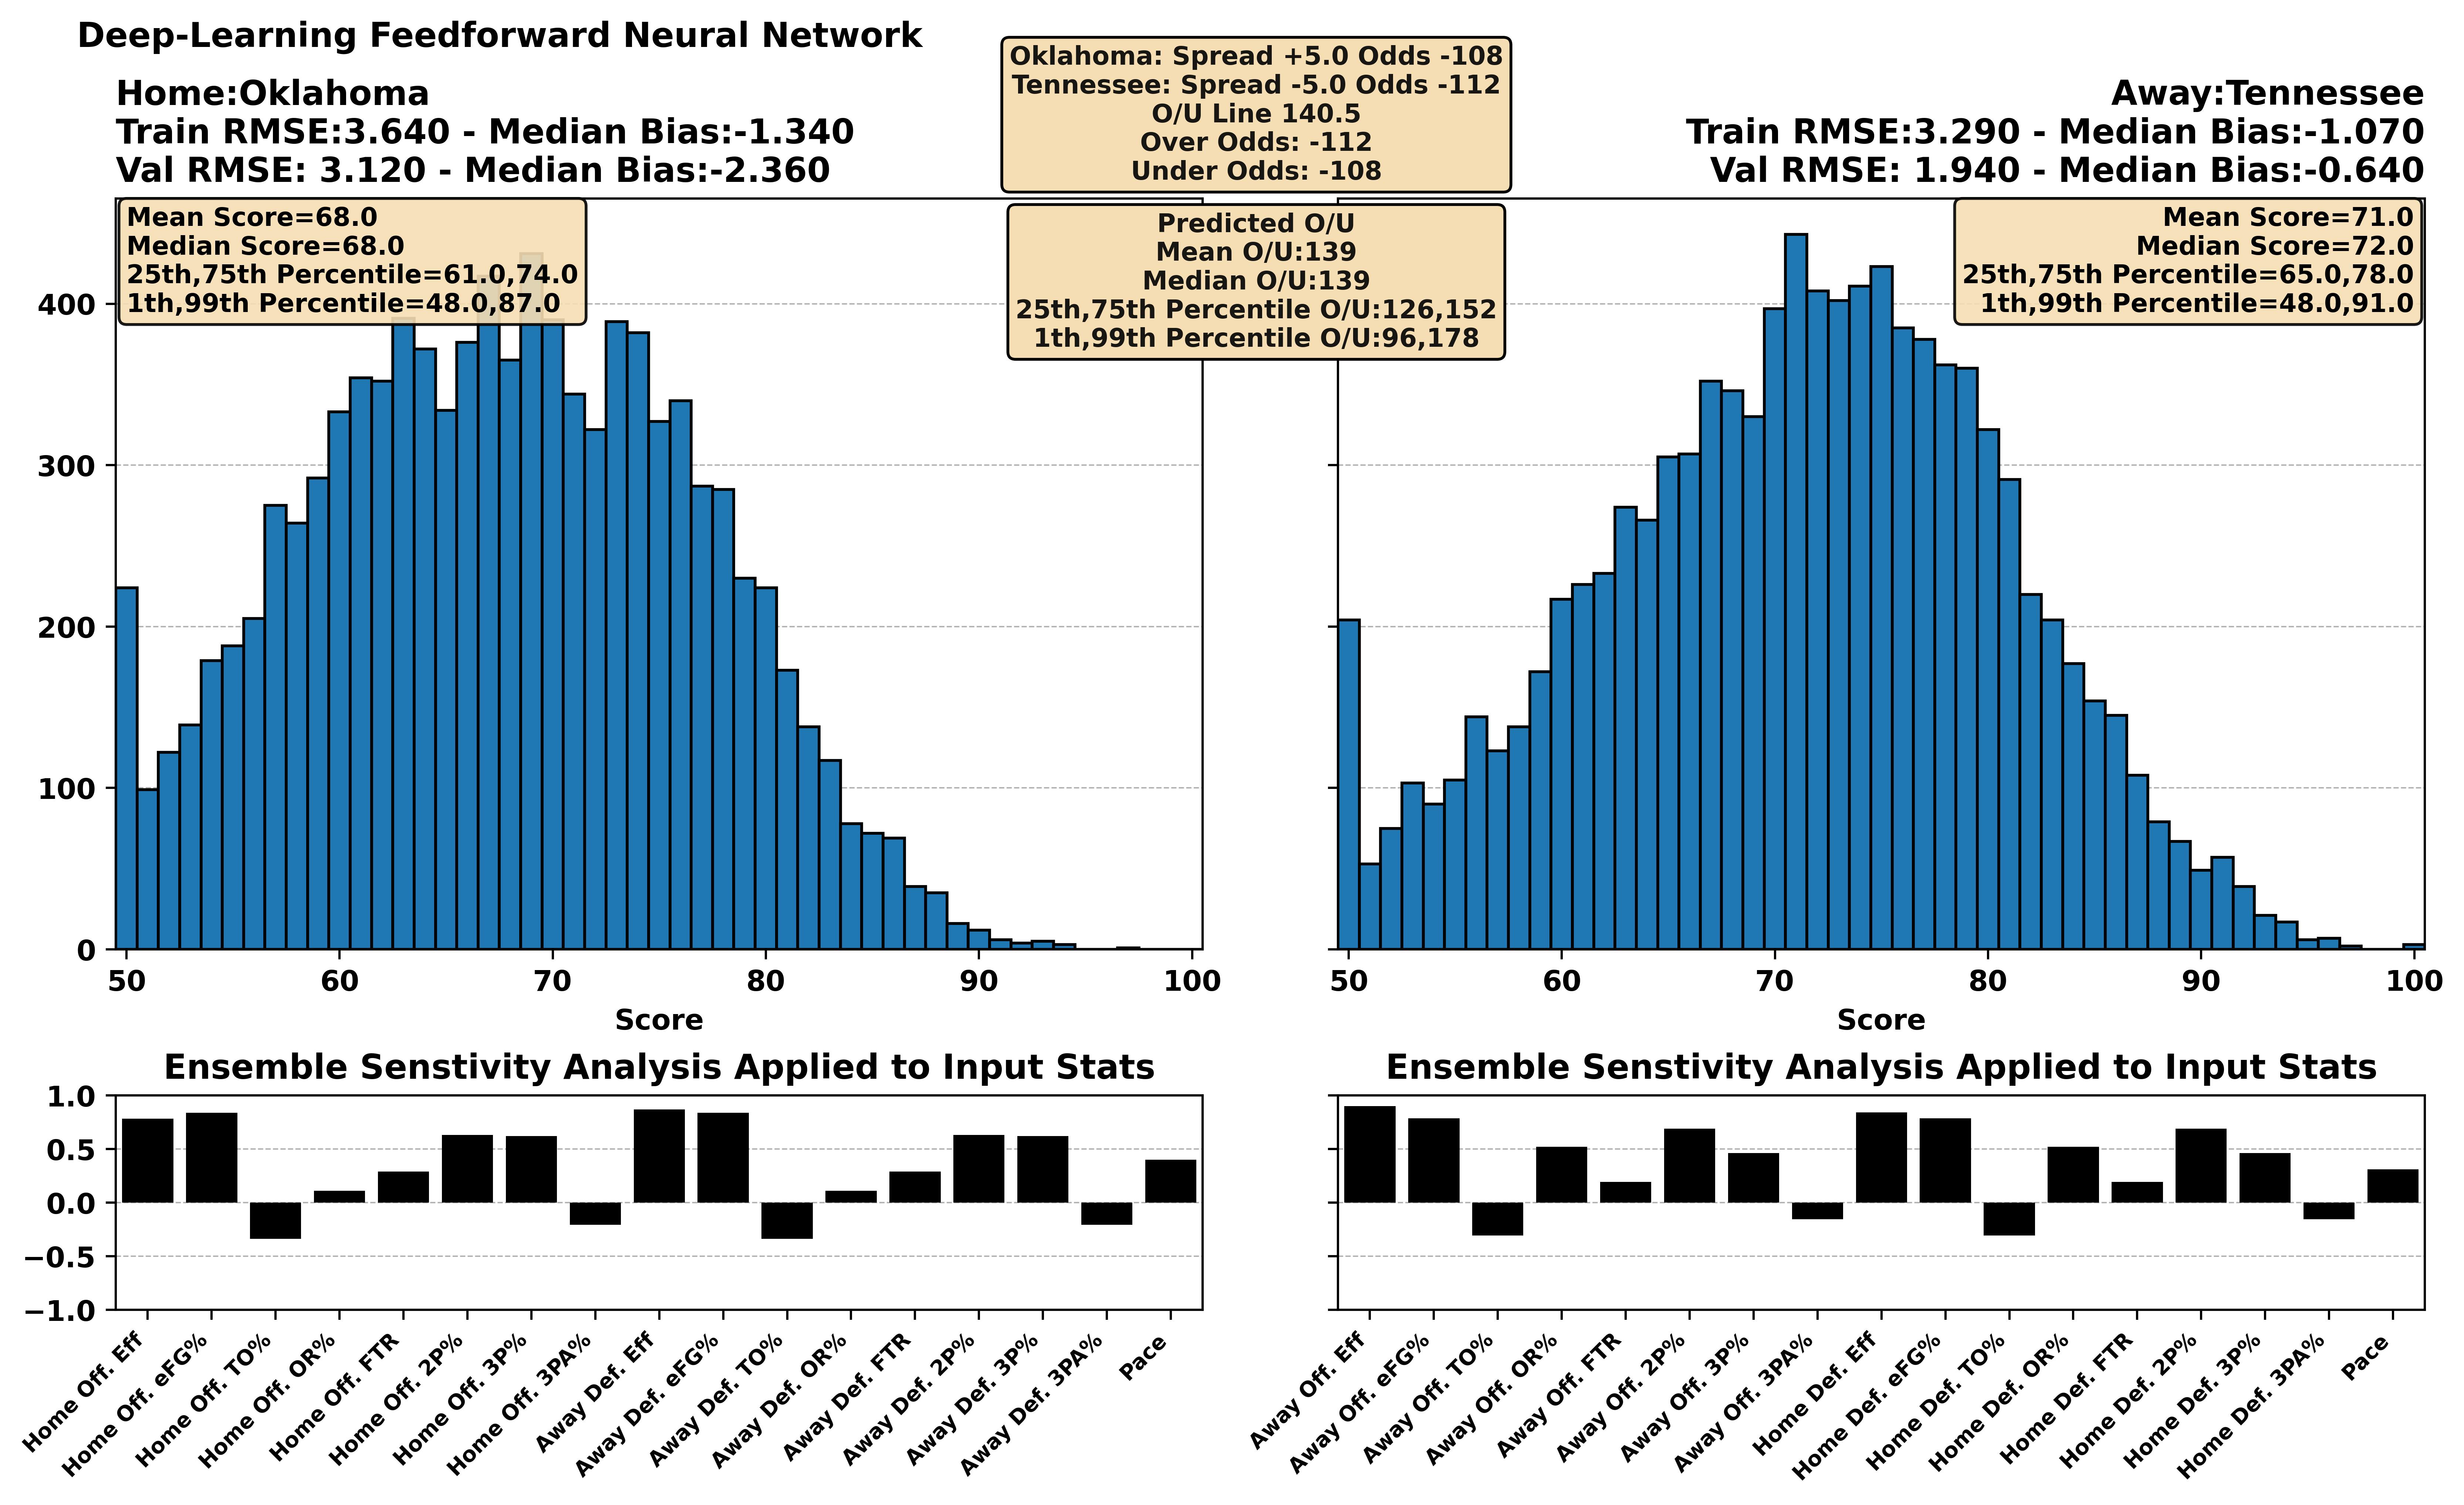 Deep-Learning Feedforward Neural Network
Home:Oklahoma
Train RMSE:3.640 - Median Bias:-1.340
Val RMSE: 3.120 - Median Bias:-2.360
Oklahoma: Spread +5.0 Odds -108
Tennessee: Spread -5.0 Odds -112
O/U Line 140.5
Over Odds: -112
Under Odds: -108
Away:Tennessee
Train RMSE:3.290 - Median Bias:-1.070
Val RMSE: 1.940 - Median Bias:-0.640
Mean Score=68.0
Median Score=68.0
25th,75th Percentile=61.0,74.0
1th,99th Percentile=48.0,87.0
Predicted O/U
Mean O/U:139
Median O/U:139
25th,75th Percentile O/U:126,152
1th,99th Percentile O/U:96,178
Mean Score=71.0
Median Score=72.0
25th,75th Percentile=65.0,78.0
1th,99th Percentile=48.0,91.0
400
300
200
100
0
50 60 70 80 90 100
Score
50 60 70 80 90 100
Score
Ensemble Senstivity Analysis Applied to Input Stats
1.0
0.5
0.0
−0.5
−1.0
Home Off. Eff
Home Off. eFG%
Home Off. TO%
Home Off. OR%
Home Off. FTR
Home Off. 2P%
Home Off. 3P%
Home Off. 3PA%
Away Def. Eff
Away Def. eFG%
Away Def. TO%
Away Def. OR%
Away Def. FTR
Away Def. 2P%
Away Def. 3P%
Away Def. 3PA%
Pace
Ensemble Senstivity Analysis Applied to Input Stats
Away Off. Eff
Away Off. eFG%
Away Off. TO%
Away Off. OR%
Away Off. FTR
Away Off. 2P%
Away Off. 3P%
Away Off. 3PA%
Home Def. Eff
Home Def. eFG%
Home Def. TO%
Home Def. OR%
Home Def. FTR
Home Def. 2P%
Home Def. 3P%
Home Def. 3PA%
Pace